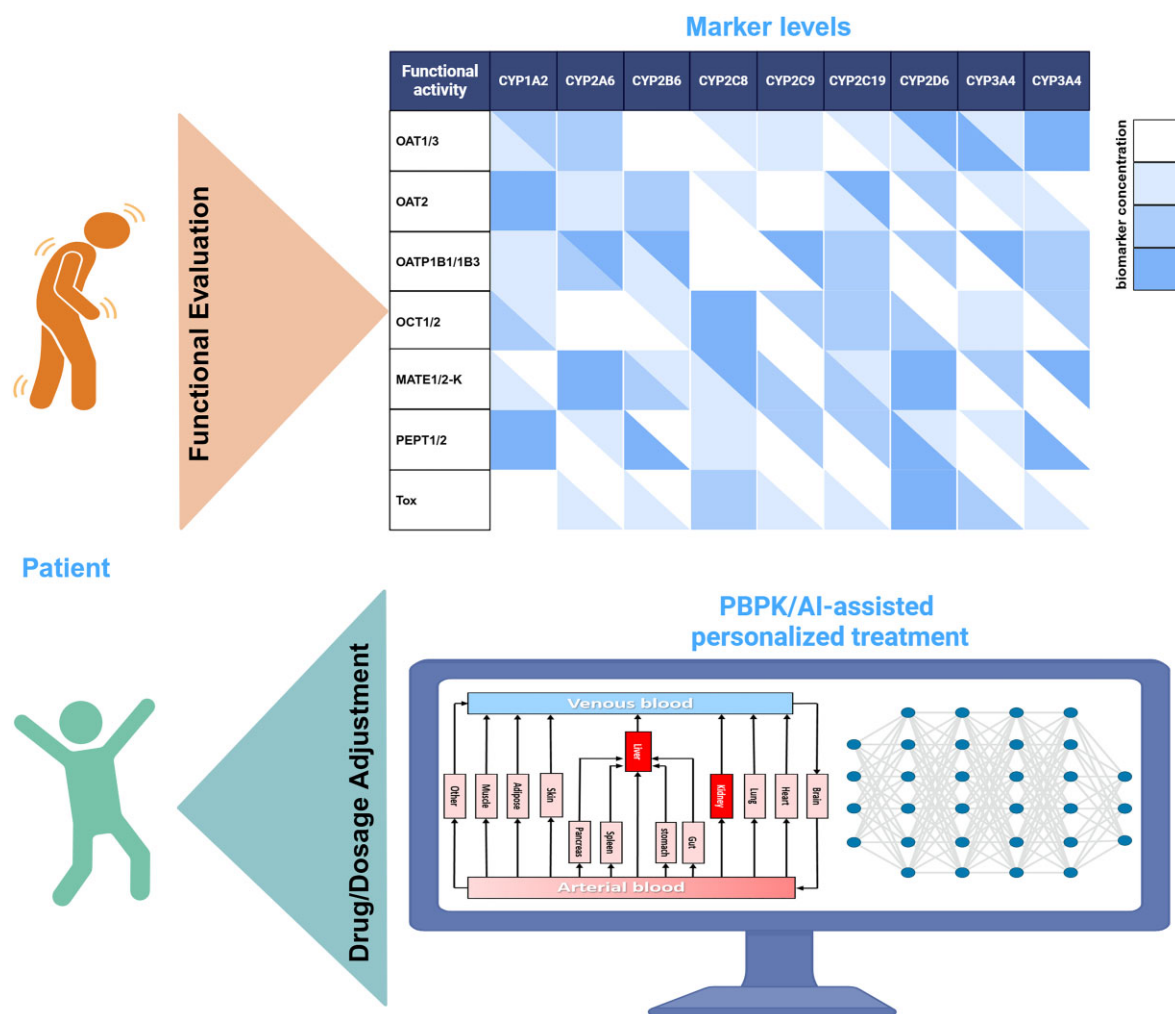 Marker levels
Functional
activity
CYP1A2
CYP2A6
CYP2B6
CYP2C8
CYP2C9
CYP2C19
CYP2D6
CYP3A4
CYP3A4
OAT1/3
OAT2
OATP1B1/1B3
OCT1/2
MATE1/2-K
PEPT1/2
Tox
biomarker concentration
Functional Evaluation
Patient
Drug/Dosage Adjustment
PBPK/AI-assisted
personalized treatment
Venous blood
Liver
Other
Muscle
Adipose
Skin
Pancreas
Spleen
stomach
Gut
Kidney
Lung
Heart
Brain
Arterial blood